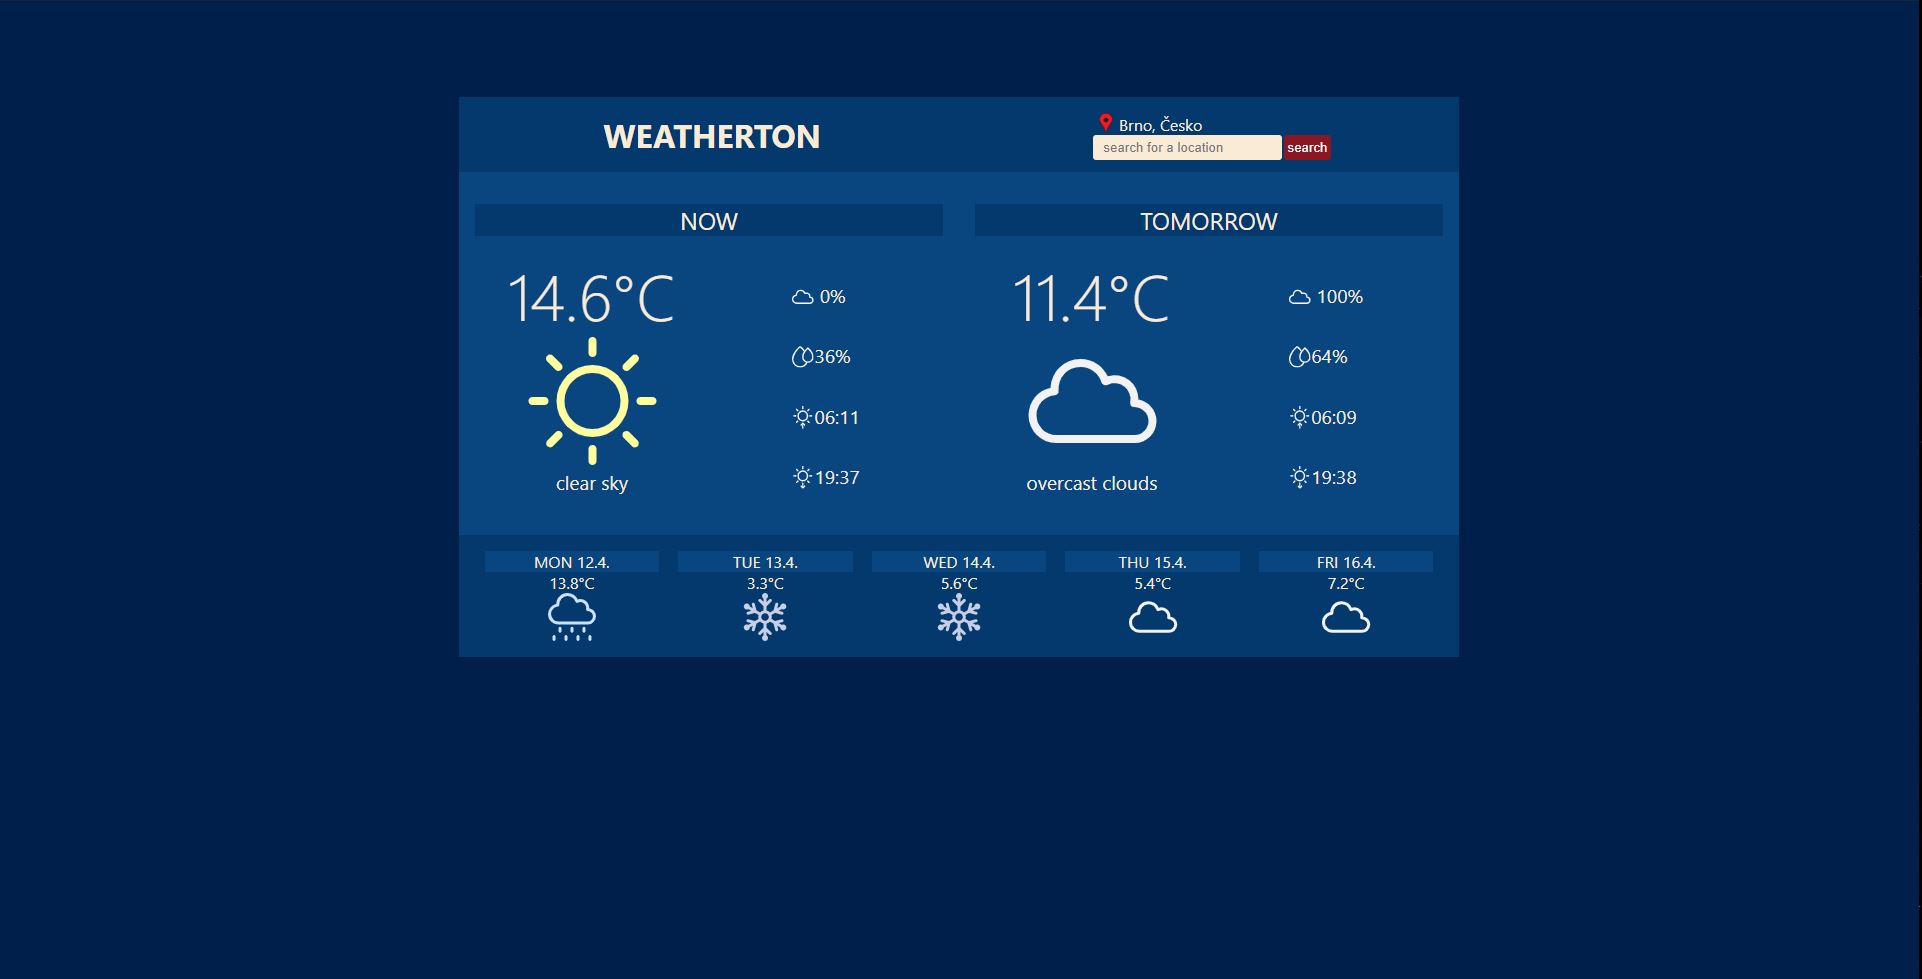 WEATHERTON
Brno, Česko
search for a location
search
NOW
14.6°C
clear sky
0%
36%
06:11
19:37
TOMORROW
11.4°C
overcast clouds
100%
64%
06:09
19:38
MON 12.4.
13.8°C
TUE 13.4.
3.3°C
WED 14.4.
5.6°C
THU 15.4.
5.4°C
FRI 16.4.
7.2°C